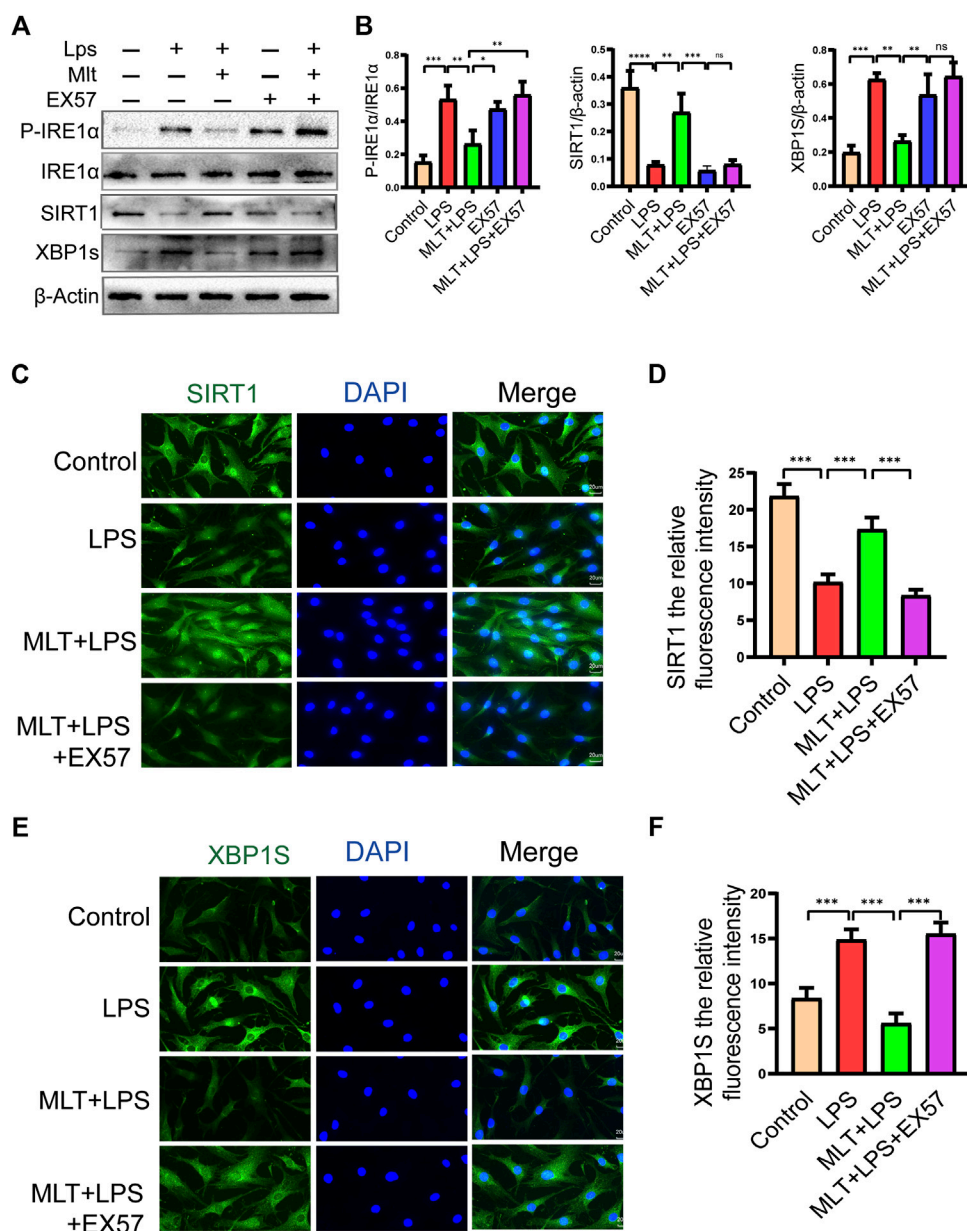 A
Lps – + + – +
Mlt – – + – +
EX57 – – – + +
P-IRE1α
IRE1α
SIRT1
XBP1s
β-Actin
B
P-IRE1α/IRE1α
0.8
0.6
0.4
0.2
0.0
*** ** * **
Control
LPS
MLT+LPS
EX57
MLT+LPS+EX57
SIRT1/β-actin
0.5
0.4
0.3
0.2
0.1
0.0
**** ** *** ns
Control
LPS
MLT+LPS
EX57
MLT+LPS+EX57
XBP1S/β-actin
0.8
0.6
0.4
0.2
0.0
*** ** ** ns
Control
LPS
MLT+LPS
EX57
MLT+LPS+EX57
C
SIRT1 DAPI Merge
Control
20um
LPS
20um
MLT+LPS
20um
MLT+LPS
+EX57
20um
D
SIRT1 the relative
fluorescence intensity
25
20
15
10
5
0
*** *** ***
Control
LPS
MLT+LPS
MLT+LPS+EX57
E
XBP1S DAPI Merge
Control
LPS
MLT+LPS
MLT+LPS
+EX57
F
XBP1S the relative
fluorescence intensity
20
15
10
5
0
*** *** ***
Control
LPS
MLT+LPS
MLT+LPS+EX57